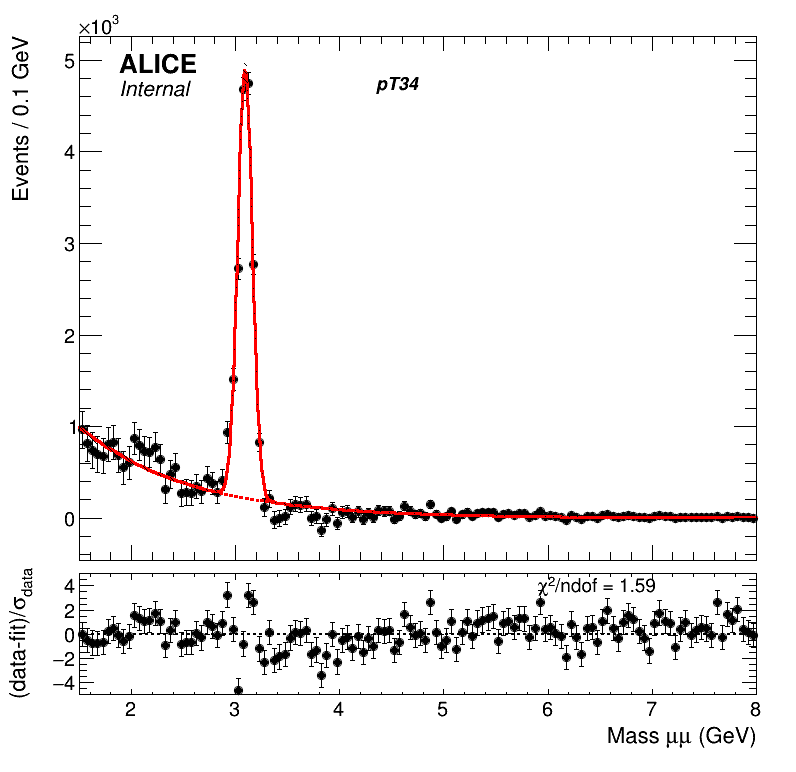 ×10³
ALICE
Internal
pT34
Events / 0.1 GeV
5
4
3
2
1
0
χ²/ndof = 1.59
(data-fit)/σdata
4
2
0
−2
−4
2 3 4 5 6 7 8
Mass μμ (GeV)